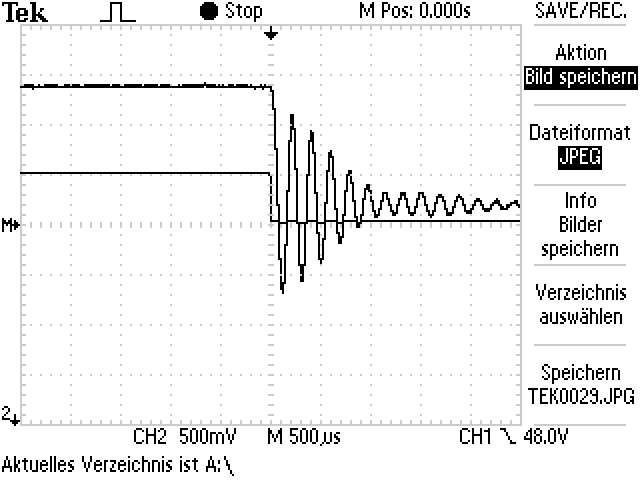 Tek
Stop
M Pos: 0.000s
SAVE/REC.
Aktion
Bild speichern
Dateiformat
JPEG
Info
Bilder
speichern
Verzeichnis
auswählen
Speichern
TEK0029.JPG
M
2
CH2 500mV
M 500µs
CH1
48.0V
Aktuelles Verzeichnis ist A:\